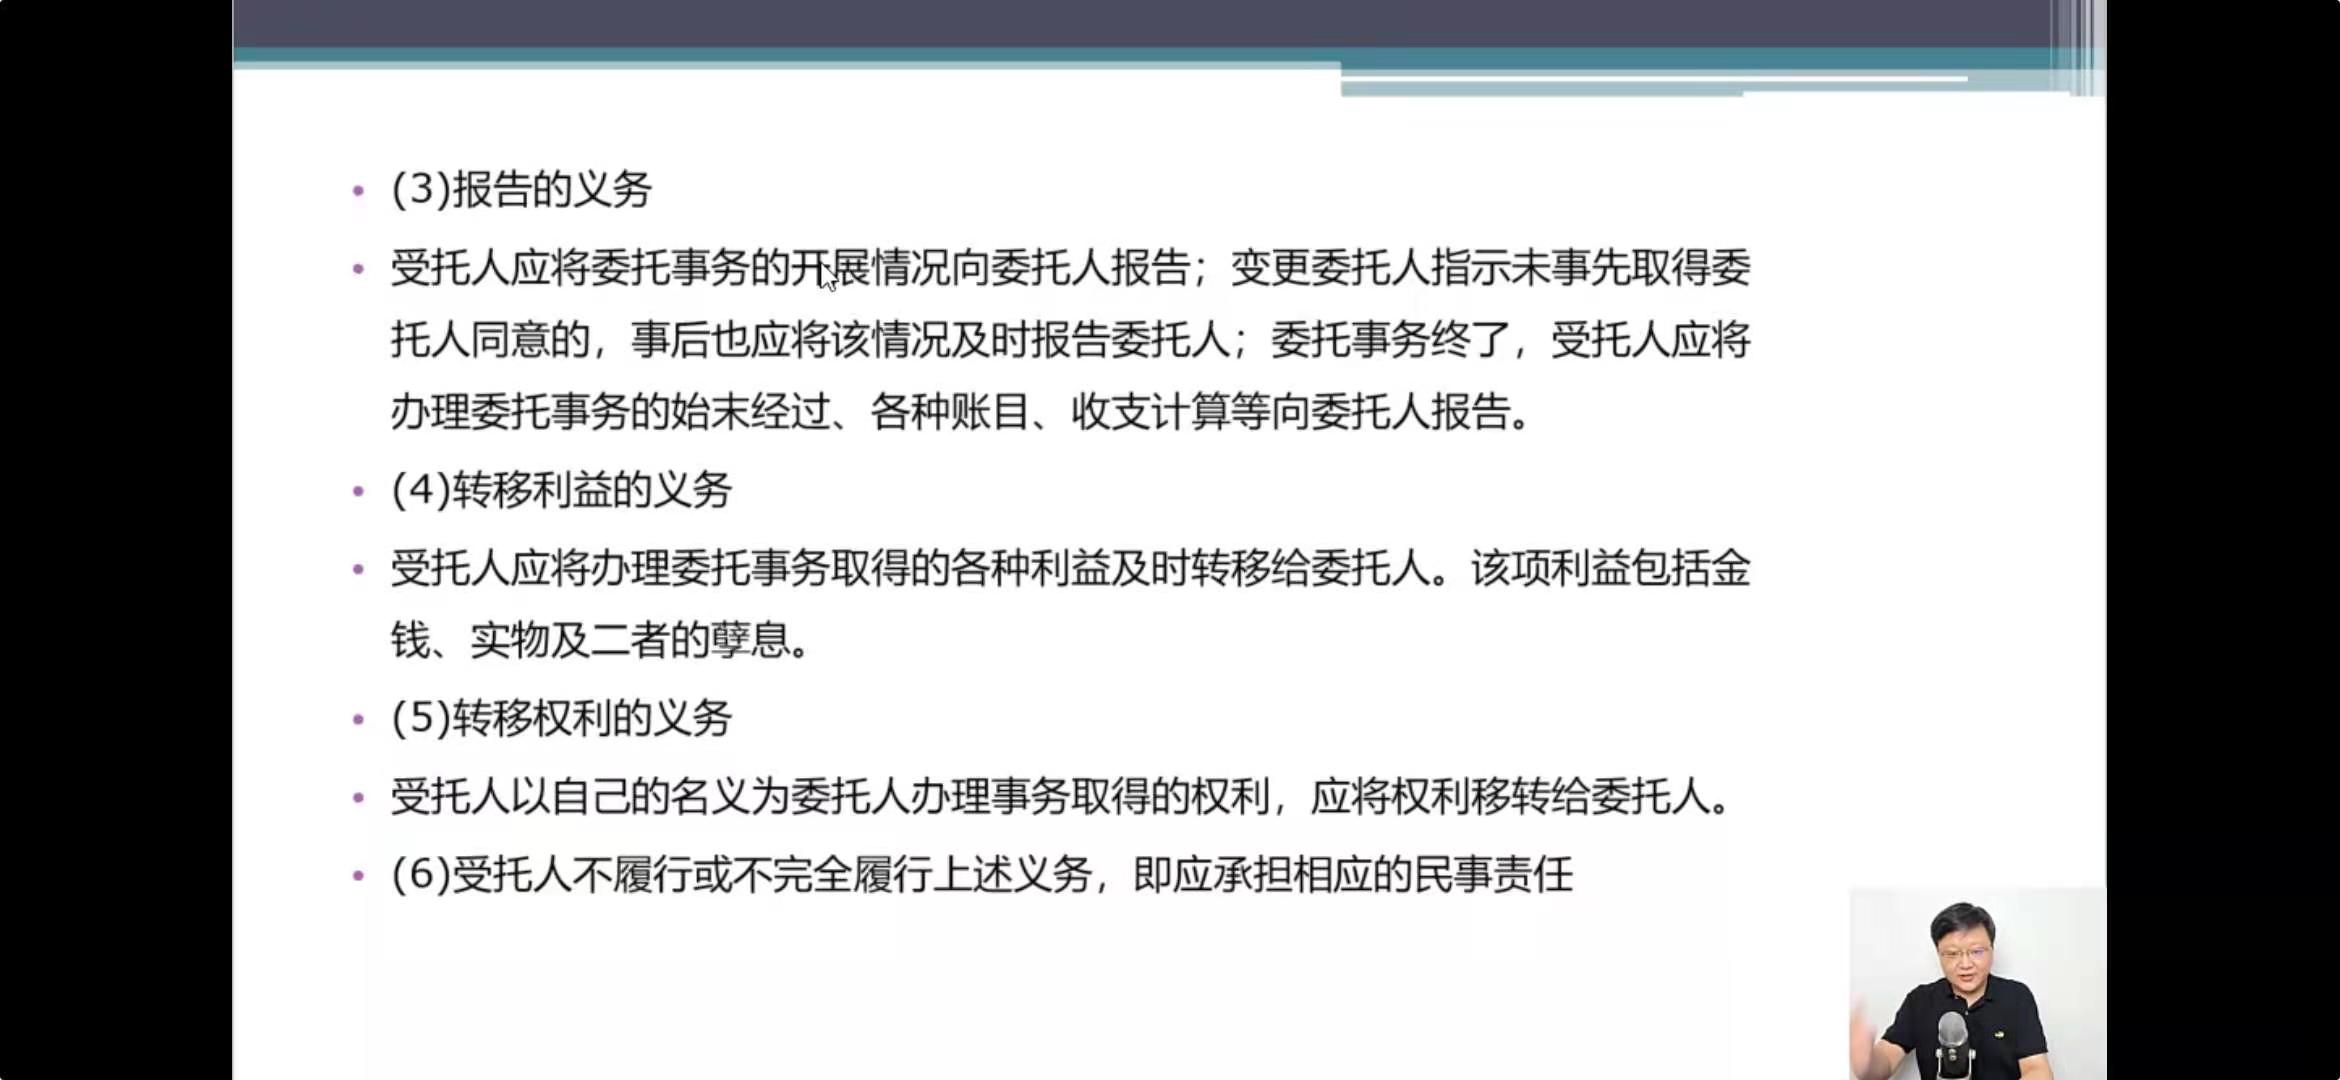 • (3)报告的义务
• 受托人应将委托事务的开展情况向委托人报告；变更委托人指示未事先取得委
托人同意的，事后也应将该情况及时报告委托人；委托事务终了，受托人应将
办理委托事务的始末经过、各种账目、收支计算等向委托人报告。
• (4)转移利益的义务
• 受托人应将办理委托事务取得的各种利益及时转移给委托人。该项利益包括金
钱、实物及二者的孽息。
• (5)转移权利的义务
• 受托人以自己的名义为委托人办理事务取得的权利，应将权利移转给委托人。
• (6)受托人不履行或不完全履行上述义务，即应承担相应的民事责任